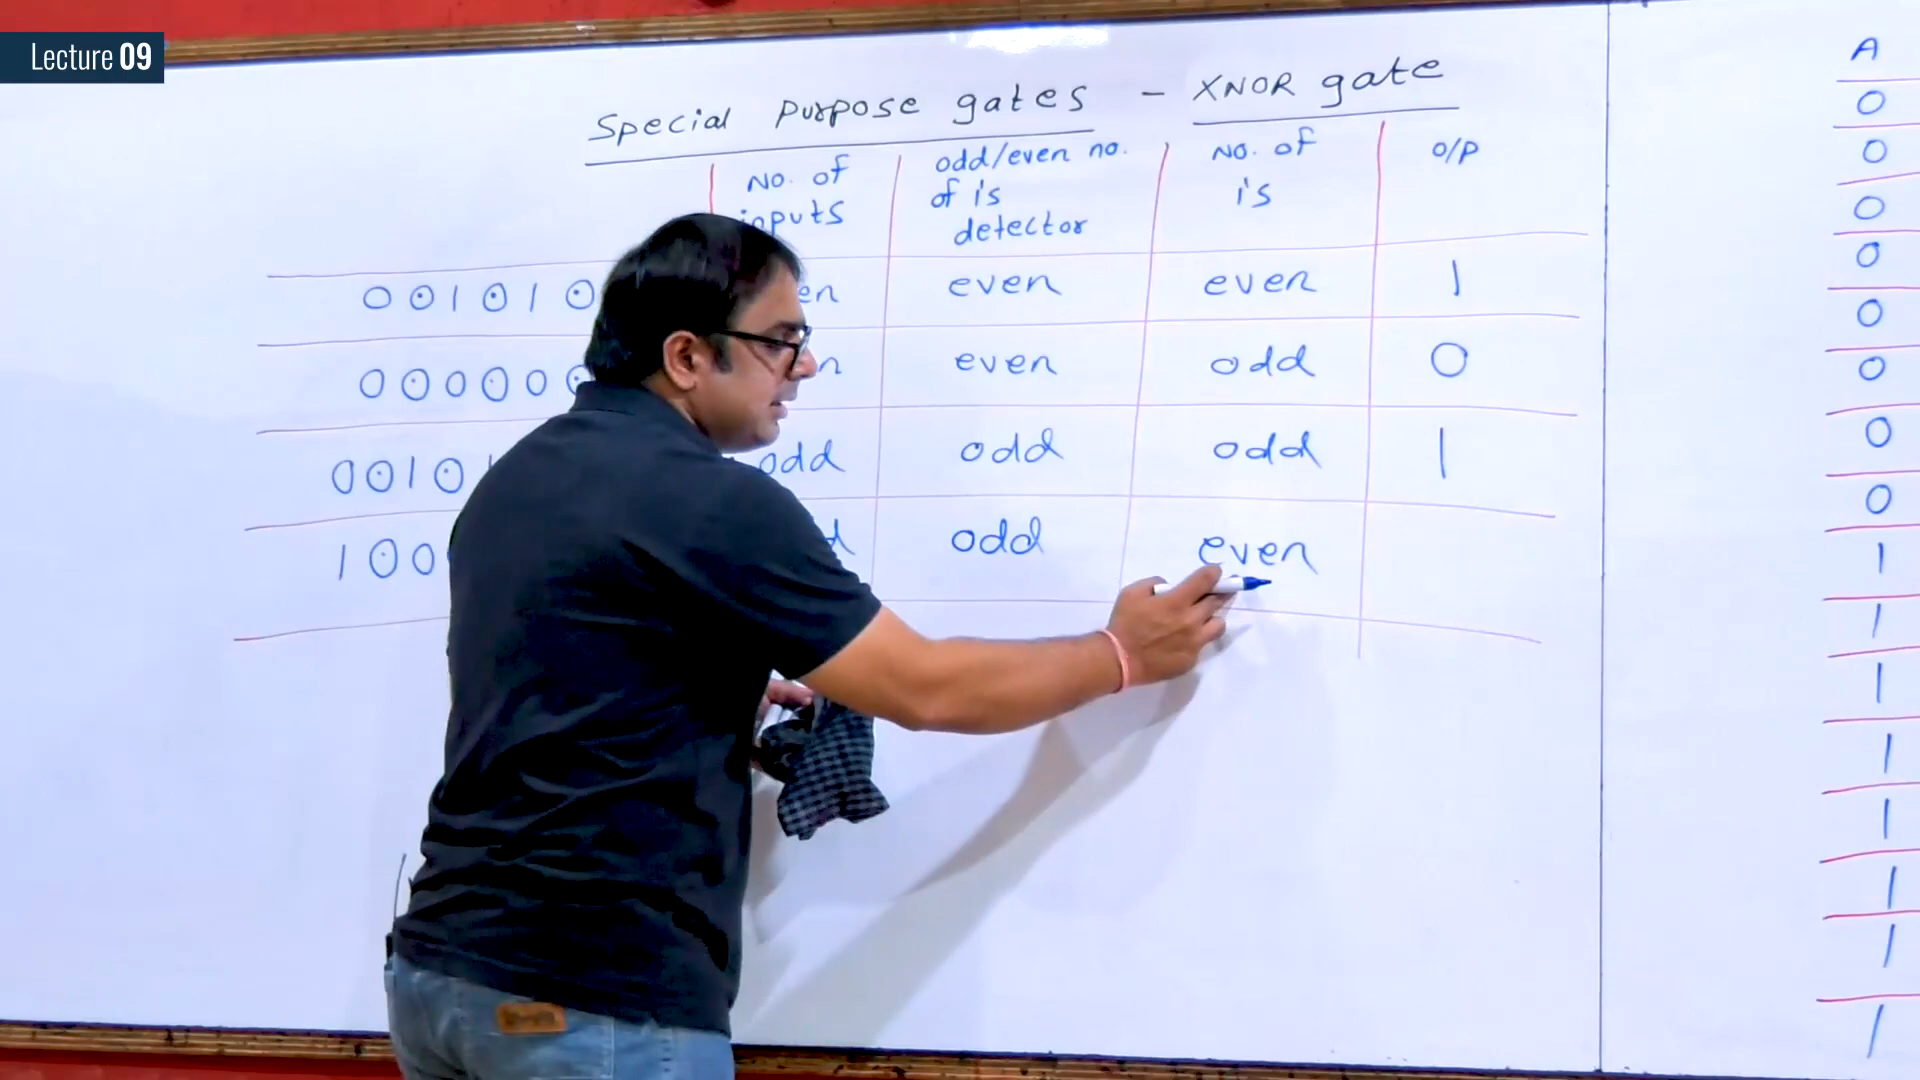 Lecture 09
Special purpose gates - XNOR gate
No. of inputs odd/even no. of 1's detector No. of 1's O/P
0 0 1 0 1 0 even even 1
0 0 0 0 0 0 even odd 0
0 0 1 0 odd odd odd 1
1 0 0 odd even
A
0
0
0
0
0
0
0
0
1
1
1
1
1
1
1
1